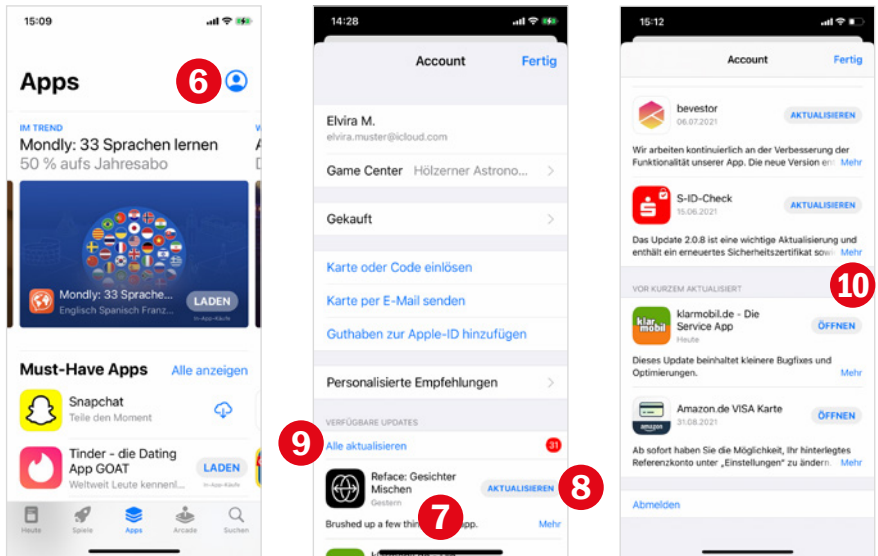 15:09
Apps
6
IM TREND
Mondly: 33 Sprachen lernen
50 % aufs Jahresabo
Mondly: 33 Sprache...
Englisch Spanisch Franz...
LADEN
In-App-Käufe
Must-Have Apps
Alle anzeigen
Snapchat
Teile den Moment
Tinder - die Dating
App GOAT
Weltweit Leute kennenl...
LADEN
In-App-Käufe
Heute
Spiele
Apps
Arcade
Suchen
14:28
Account
Fertig
Elvira M.
elvira.muster@icloud.com
Game Center Hölzerner Astrono...
Gekauft
Karte oder Code einlösen
Karte per E-Mail senden
Guthaben zur Apple-ID hinzufügen
Personalisierte Empfehlungen
VERFÜGBARE UPDATES
9
Alle aktualisieren
31
Reface: Gesichter
Mischen
Gestern
AKTUALISIEREN
8
7
Brushed up a few thin app.
Mehr
15:12
Account
Fertig
bevestor
06.07.2021
AKTUALISIEREN
Wir arbeiten kontinuierlich an der Verbesserung der
Funktionalität unserer App. Die neue Version en Mehr
S-ID-Check
15.06.2021
AKTUALISIEREN
Das Update 2.0.8 ist eine wichtige Aktualisierung und
enthält ein erneuertes Sicherheitszertifikat sowi Mehr
VOR KURZEM AKTUALISIERT
10
klar
mobil
klarmobil.de - Die
Service App
Heute
ÖFFNEN
Dieses Update beinhaltet kleinere Bugfixes und
Optimierungen.
Mehr
amazon
Amazon.de VISA Karte
31.08.2021
ÖFFNEN
Ab sofort haben Sie die Möglichkeit, Ihr hinterlegtes
Referenzkonto unter „Einstellungen" zu ändern. Mehr
Abmelden